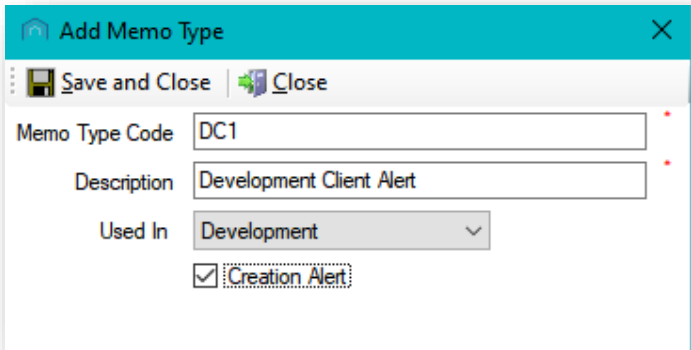 Add Memo Type
Save and Close Close
Memo Type Code DC1 *
Description Development Client Alert *
Used In Development
Creation Alert